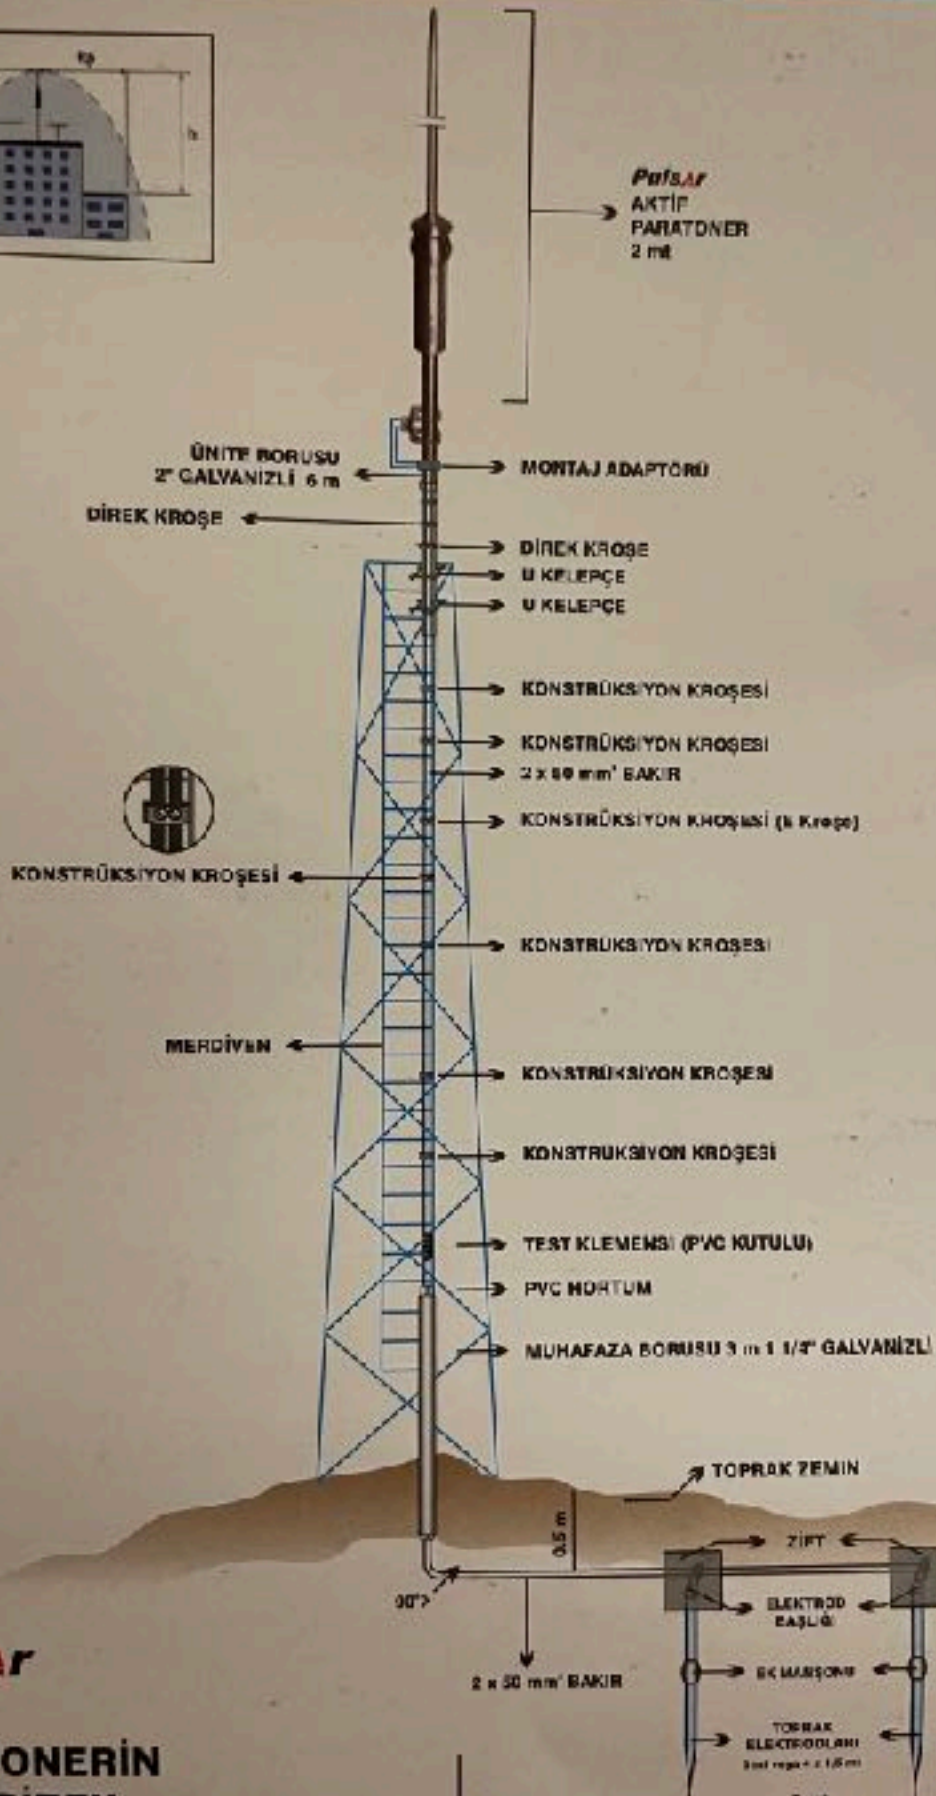 Pulsar
AKTİF
PARATONER
2 mt
ÜNİTE BORUSU
2" GALVANİZLİ 6 m
MONTAJ ADAPTÖRÜ
DİREK KROŞE
DİREK KROŞE
U KELEPÇE
U KELEPÇE
KONSTRÜKSİYON KROŞESİ
KONSTRÜKSİYON KROŞESİ
2 x 50 mm² BAKIR
KONSTRÜKSİYON KROŞESİ (E Kroşe)
KONSTRÜKSİYON KROŞESİ
KONSTRÜKSİYON KROŞESİ
MERDİVEN
KONSTRÜKSİYON KROŞESİ
KONSTRÜKSİYON KROŞESİ
TEST KLEMENSİ (PVC KUTULU)
PVC HORTUM
MUHAFAZA BORUSU 3 m 1 1/4" GALVANİZLİ
TOPRAK ZEMİN
0.5 m
ZİFT
90°
ELEKTROD
BAŞLIĞI
2 x 50 mm² BAKIR
EK MANŞONU
TOPRAK
ELEKTRODLARI
ar
ONERİN